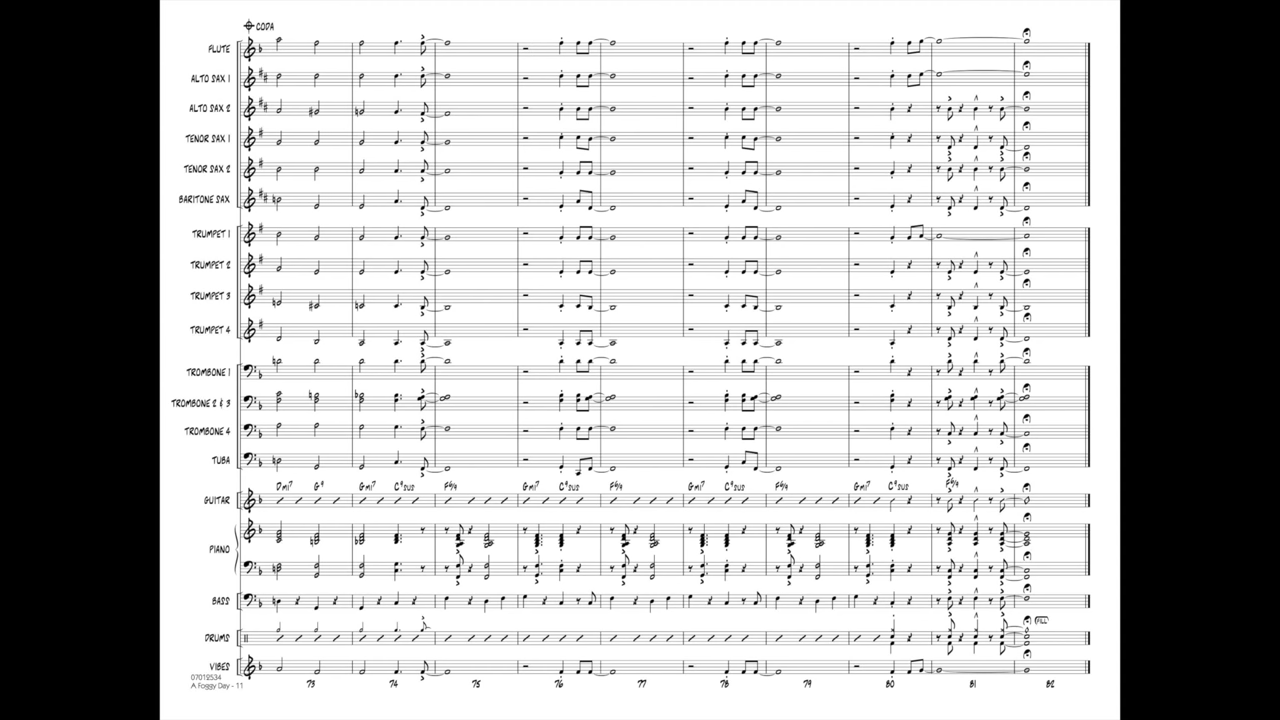 CODA
FLUTE
ALTO SAX 1
ALTO SAX 2
TENOR SAX 1
TENOR SAX 2
BARITONE SAX
TRUMPET 1
TRUMPET 2
TRUMPET 3
TRUMPET 4
TROMBONE 1
TROMBONE 2 & 3
TROMBONE 4
TUBA
Dmi7 G9 Gmi7 C9sus F6/9 Gmi7 C9sus F6/9 Gmi7 C9sus F6/9 Gmi7 C9sus F6/9
GUITAR
PIANO
BASS
FILL
DRUMS
VIBES
07012534
A Foggy Day - 11
73 74 75 76 77 78 79 80 81 82